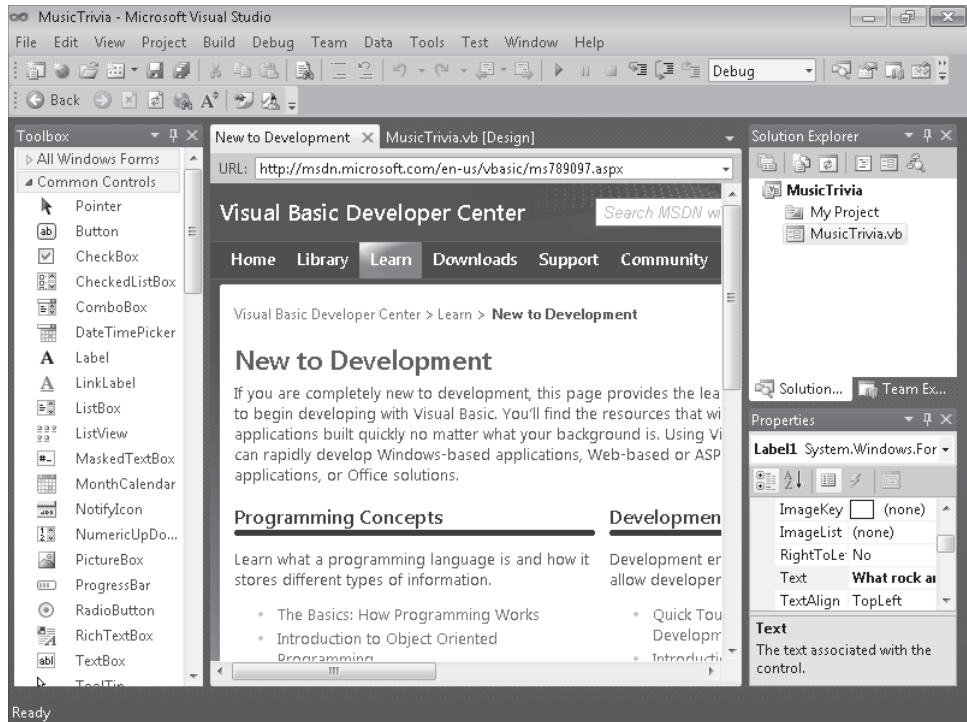 MusicTrivia - Microsoft Visual Studio
File Edit View Project Build Debug Team Data Tools Test Window Help
Debug
Back
Toolbox
All Windows Forms
Common Controls
Pointer
Button
CheckBox
CheckedListBox
ComboBox
DateTimePicker
Label
LinkLabel
ListBox
ListView
MaskedTextBox
MonthCalendar
NotifyIcon
NumericUpDo...
PictureBox
ProgressBar
RadioButton
RichTextBox
TextBox
ToolTip
New to Development MusicTrivia.vb [Design]
URL: http://msdn.microsoft.com/en-us/vbasic/ms789097.aspx
Visual Basic Developer Center
Search MSDN wi
Home Library Learn Downloads Support Community
Visual Basic Developer Center > Learn > New to Development
New to Development
If you are completely new to development, this page provides the lea
to begin developing with Visual Basic. You'll find the resources that wi
applications built quickly no matter what your background is. Using Vi
can rapidly develop Windows-based applications, Web-based or ASP
applications, or Office solutions.
Programming Concepts
Learn what a programming language is and how it
stores different types of information.
The Basics: How Programming Works
Introduction to Object Oriented
Programming
Developmen
Development en
allow developer
Quick Tou
Developm
Introducti
Solution Explorer
MusicTrivia
My Project
MusicTrivia.vb
Solution... Team Ex...
Properties
Label1 System.Windows.For
ImageKey (none)
ImageList (none)
RightToLe No
Text What rock an
TextAlign TopLeft
Text
The text associated with the
control.
Ready